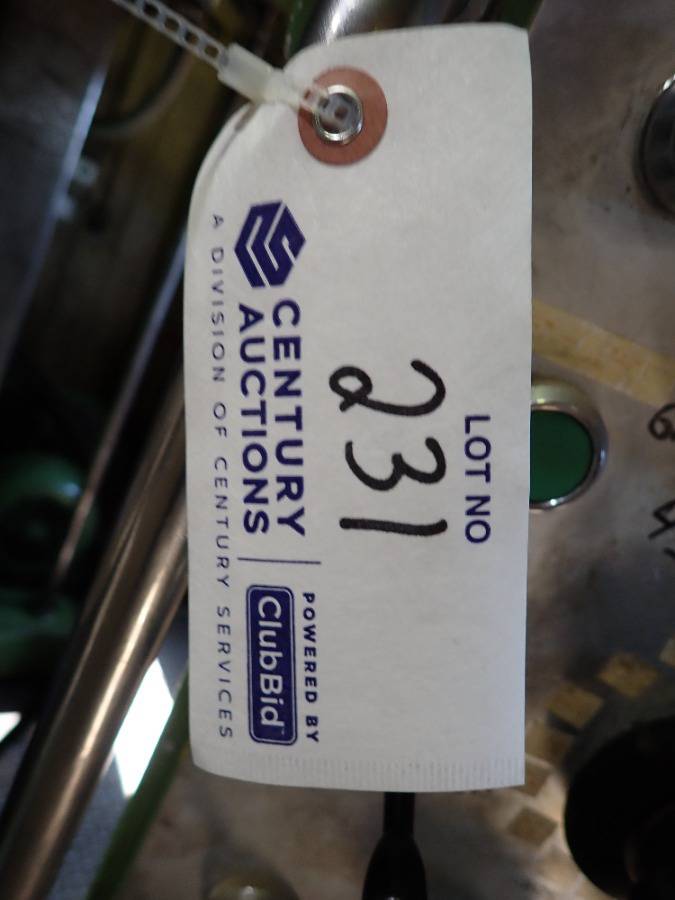 LOT NO
231
CENTURY
AUCTIONS
POWERED BY
ClubBid
A DIVISION OF CENTURY SERVICES